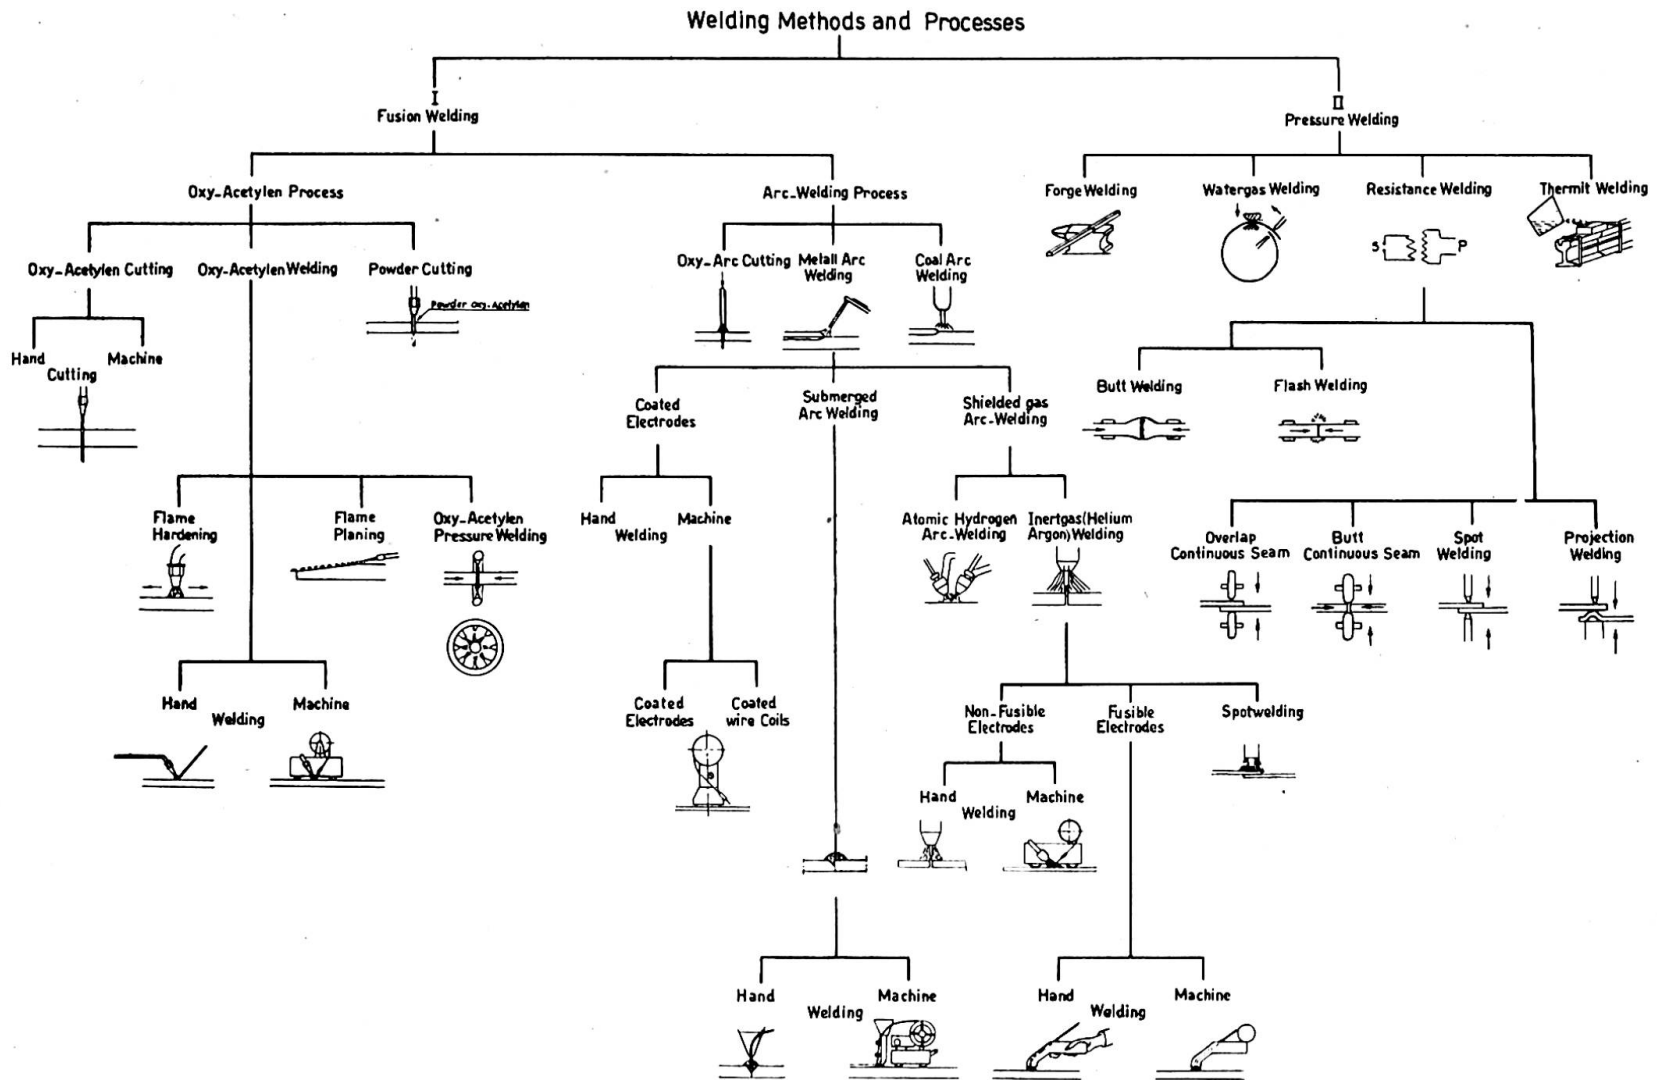 Welding Methods and Processes
I
Fusion Welding
II
Pressure Welding
Oxy-Acetylen Process
Arc-Welding Process
Forge Welding
Watergas Welding
Resistance Welding
Thermit Welding
S
P
Oxy-Acetylen Cutting
Oxy-Acetylen Welding
Powder Cutting
Powder Oxy-Acetylen
Oxy-Arc Cutting
Metall Arc
Welding
Coal Arc
Welding
Hand
Machine
Cutting
Butt Welding
Flash Welding
Coated
Electrodes
Submerged
Arc Welding
Shielded gas
Arc-Welding
Flame
Hardening
Flame
Planing
Oxy-Acetylen
Pressure Welding
Hand
Machine
Welding
Atomic Hydrogen
Arc-Welding
Inertgas(Helium
Argon)Welding
Overlap
Continuous Seam
Butt
Continuous Seam
Spot
Welding
Projection
Welding
Hand
Machine
Welding
Coated
Electrodes
Coated
wire Coils
Non-Fusible
Electrodes
Fusible
Electrodes
Spotwelding
Hand
Machine
Welding
Hand
Machine
Welding
Hand
Machine
Welding